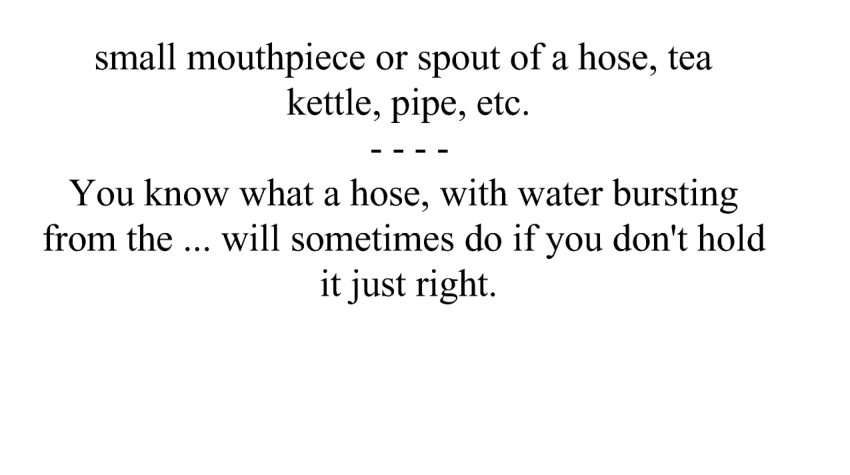 small mouthpiece or spout of a hose, tea
kettle, pipe, etc.
- - - -
You know what a hose, with water bursting
from the ... will sometimes do if you don't hold
it just right.